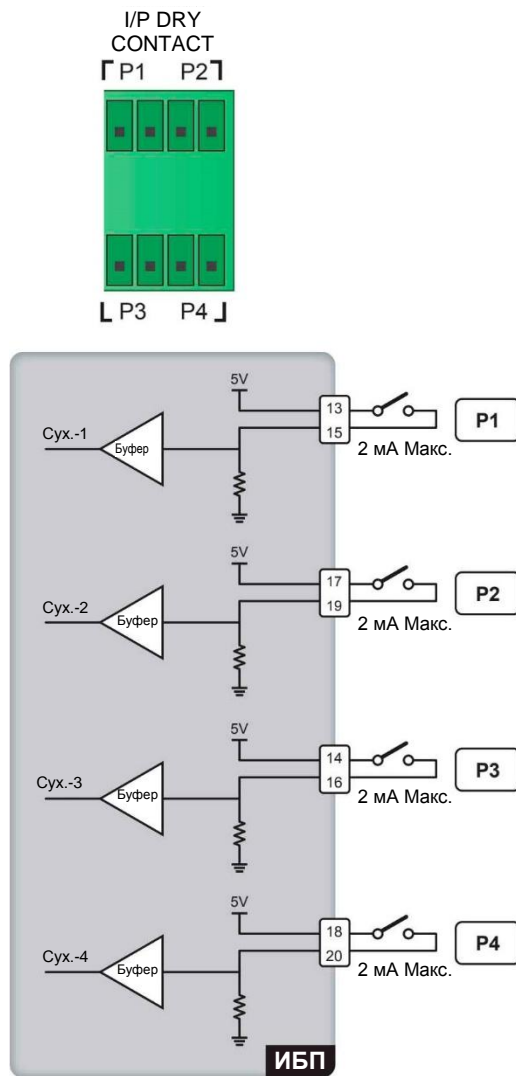 I/P DRY
CONTACT
P1 P2
P3 P4
5V
13
15
Сух.-1
Буфер
2 мА Макс.
P1
5V
17
19
Сух.-2
Буфер
2 мА Макс.
P2
5V
14
16
Сух.-3
Буфер
2 мА Макс.
P3
5V
18
20
Сух.-4
Буфер
2 мА Макс.
P4
ИБП